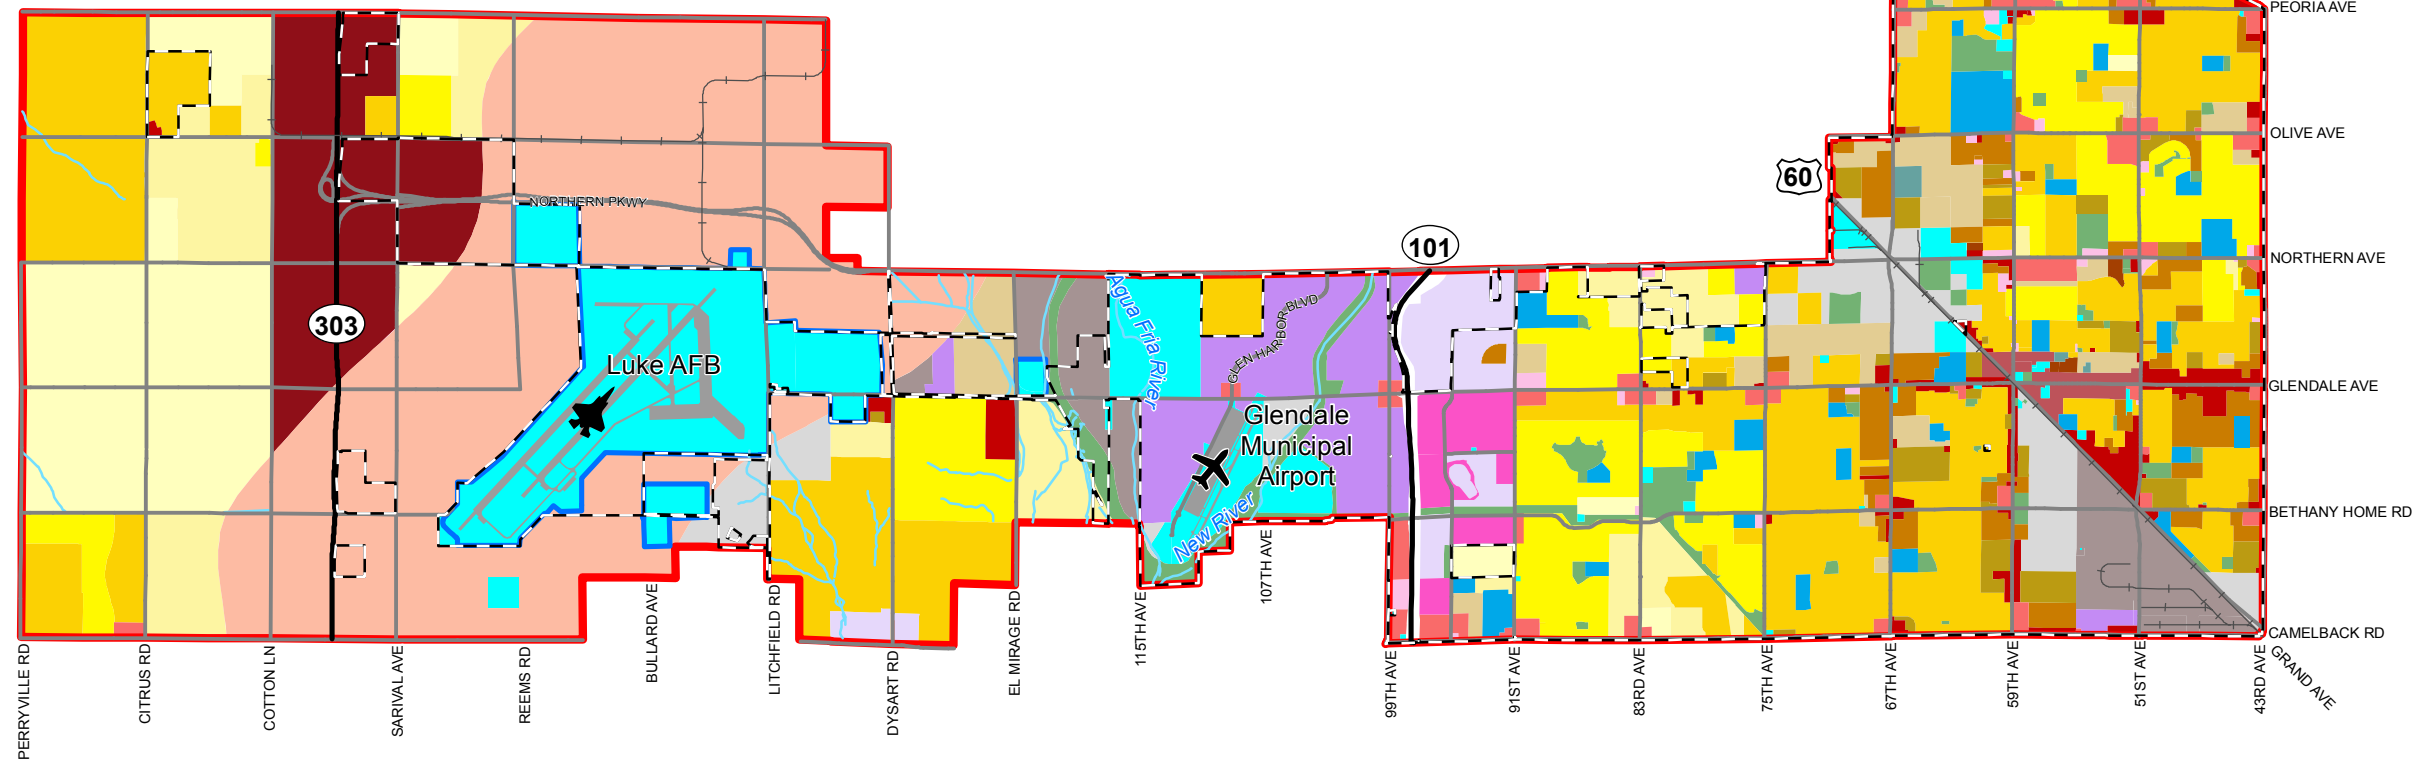 PEORIA AVE
OLIVE AVE
60
NORTHERN PKWY
101
NORTHERN AVE
303
Luke AFB
Agua Fria River
GLEN HARBOR BLVD
GLENDALE AVE
Glendale
Municipal
Airport
New River
BETHANY HOME RD
CAMELBACK RD
PERRYVILLE RD
CITRUS RD
COTTON LN
SARIVAL AVE
REEMS RD
BULLARD AVE
LITCHFIELD RD
DYSART RD
EL MIRAGE RD
115TH AVE
107TH AVE
99TH AVE
91ST AVE
83RD AVE
75TH AVE
67TH AVE
59TH AVE
51ST AVE
43RD AVE
GRAND AVE